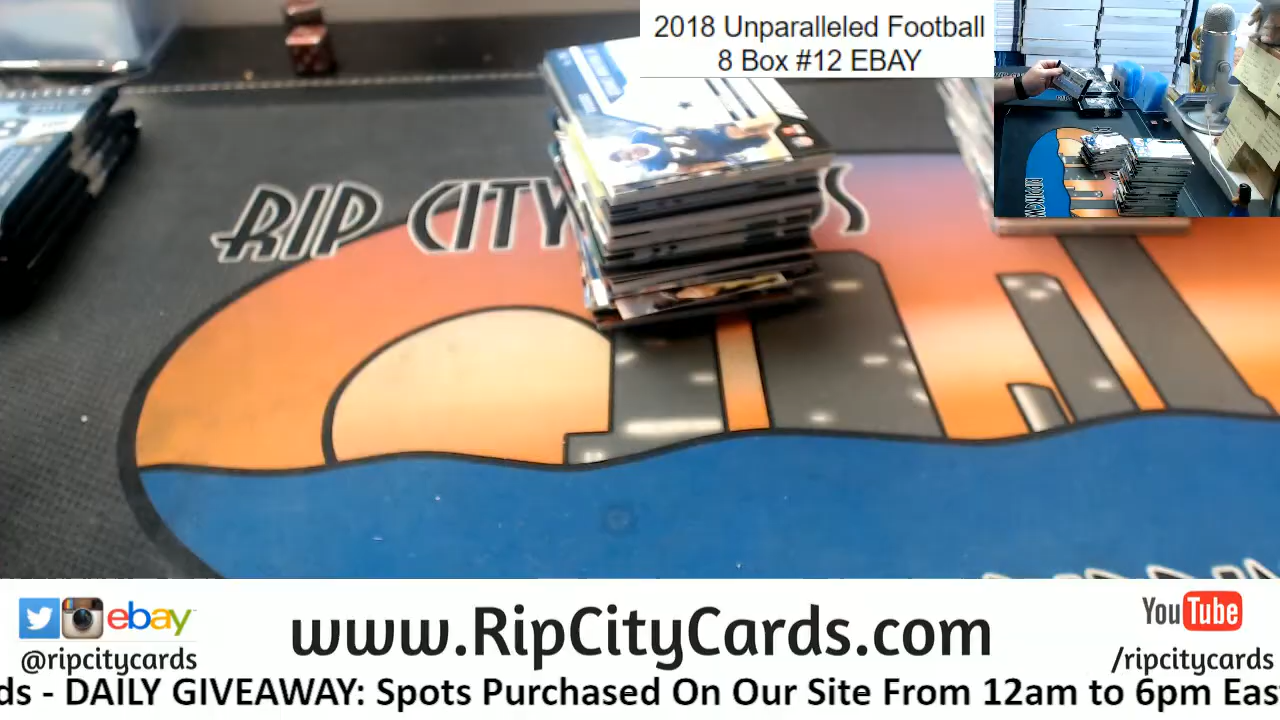 2018 Unparalleled Football
8 Box #12 EBAY
RIP CITY
ebay
@ripcitycards
www.RipCityCards.com
YouTube
/ripcitycards
ds - DAILY GIVEAWAY: Spots Purchased On Our Site From 12am to 6pm Eas